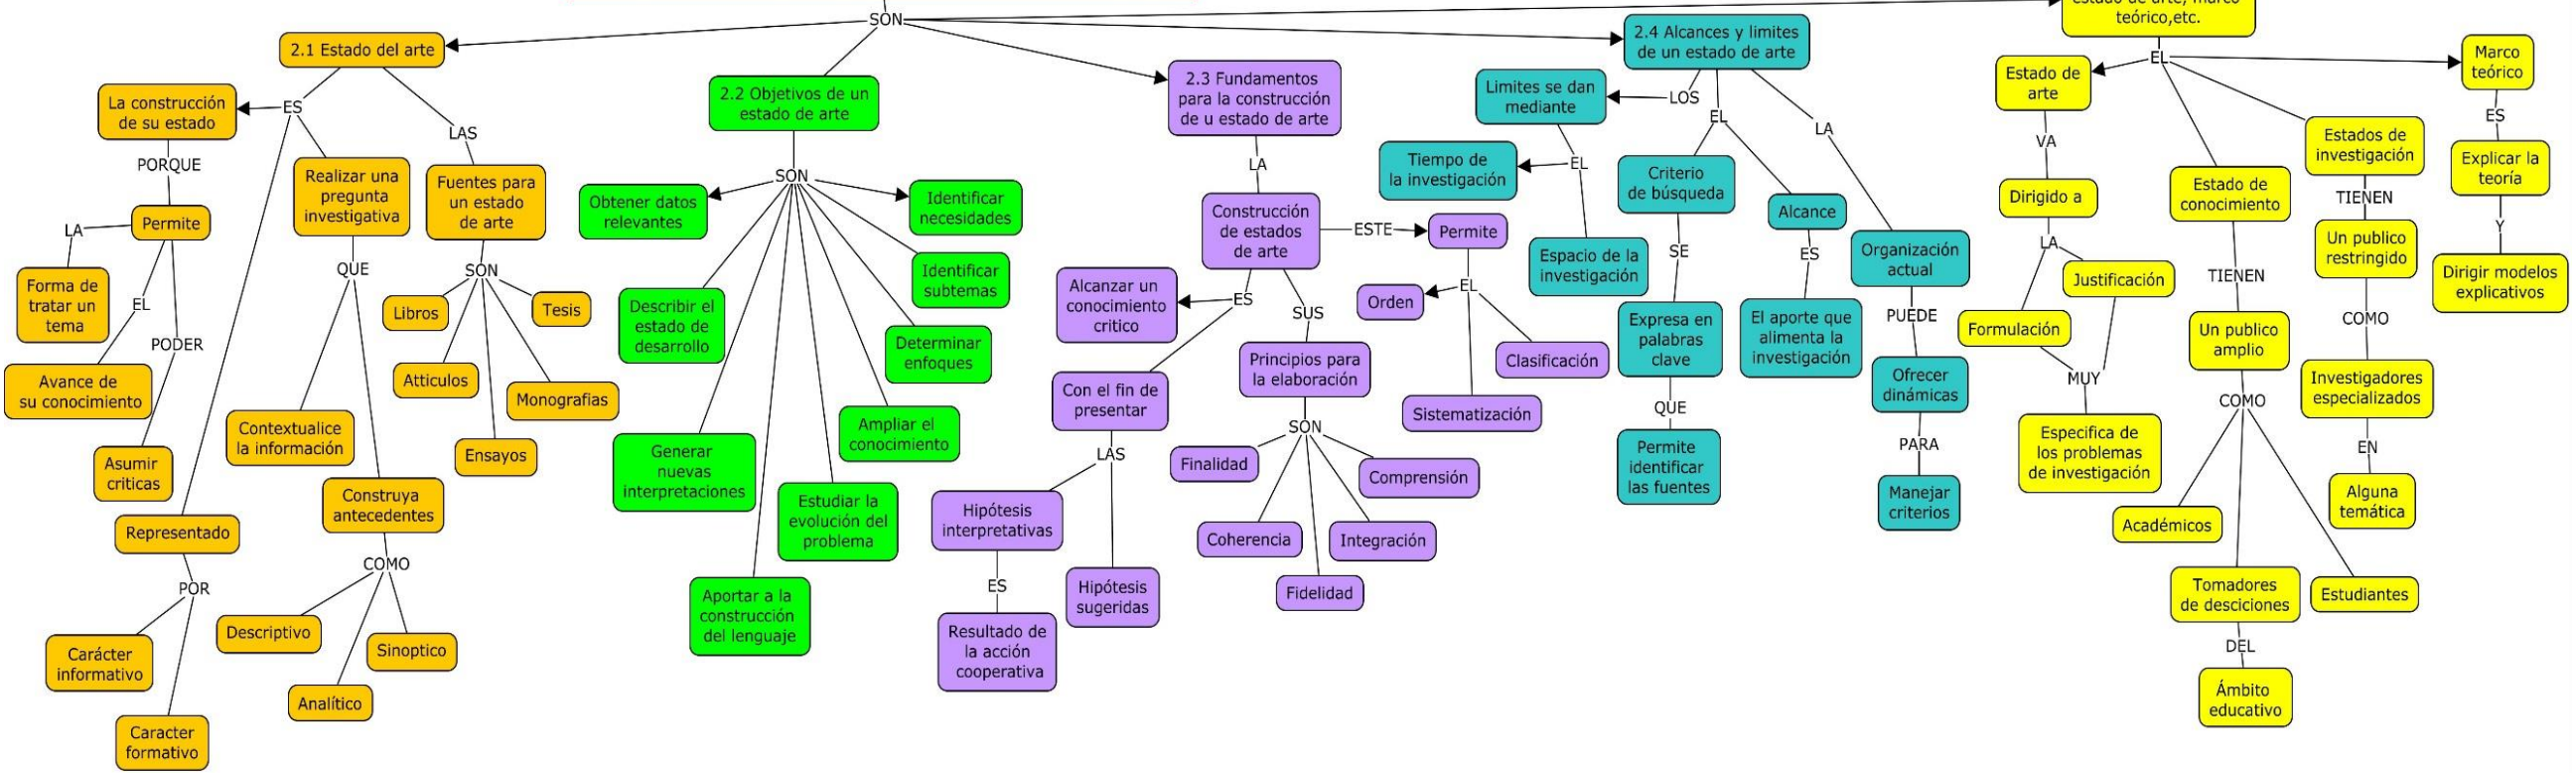 SON
2.1 Estado del arte
ES
LAS
La construcción
de su estado
PORQUE
Permite
LA
Forma de
tratar un
tema
EL
Avance de
su conocimiento
PODER
Asumir
criticas
Representado
POR
Carácter
informativo
Caracter
formativo
Realizar una
pregunta
investigativa
QUE
Contextualice
la información
Construya
antecedentes
COMO
Descriptivo
Analítico
Sinoptico
Fuentes para
un estado
de arte
SON
Libros
Tesis
Atticulos
Monografias
Ensayos
2.2 Objetivos de un
estado de arte
SON
Obtener datos
relevantes
Identificar
necesidades
Identificar
subtemas
Describir el
estado de
desarrollo
Determinar
enfoques
Ampliar el
conocimiento
Generar
nuevas
interpretaciones
Estudiar la
evolución del
problema
Aportar a la
construcción
del lenguaje
2.3 Fundamentos
para la construcción
de u estado de arte
LA
Construcción
de estados
de arte
ESTE
Permite
EL
Orden
Clasificación
Sistematización
ES
Alcanzar un
conocimiento
critico
Con el fin de
presentar
LAS
Hipótesis
interpretativas
ES
Resultado de
la acción
cooperativa
Hipótesis
sugeridas
SUS
Principios para
la elaboración
SON
Finalidad
Comprensión
Coherencia
Integración
Fidelidad
2.4 Alcances y limites
de un estado de arte
LOS
Limites se dan
mediante
EL
Tiempo de
la investigación
Espacio de la
investigación
EL
Criterio
de búsqueda
SE
Expresa en
palabras
clave
QUE
Permite
identificar
las fuentes
Alcance
ES
El aporte que
alimenta la
investigación
LA
Organización
actual
PUEDE
Ofrecer
dinámicas
PARA
Manejar
criterios
estado de arte, marco
teórico,etc.
EL
Estado de
arte
VA
Dirigido a
LA
Formulación
Justificación
MUY
Especifica de
los problemas
de investigación
Estado de
conocimiento
TIENEN
Un publico
amplio
COMO
Académicos
Tomadores
de desciciones
DEL
Ámbito
educativo
Estudiantes
Estados de
investigación
TIENEN
Un publico
restringido
COMO
Investigadores
especializados
EN
Alguna
temática
Marco
teórico
ES
Explicar la
teoría
Y
Dirigir modelos
explicativos